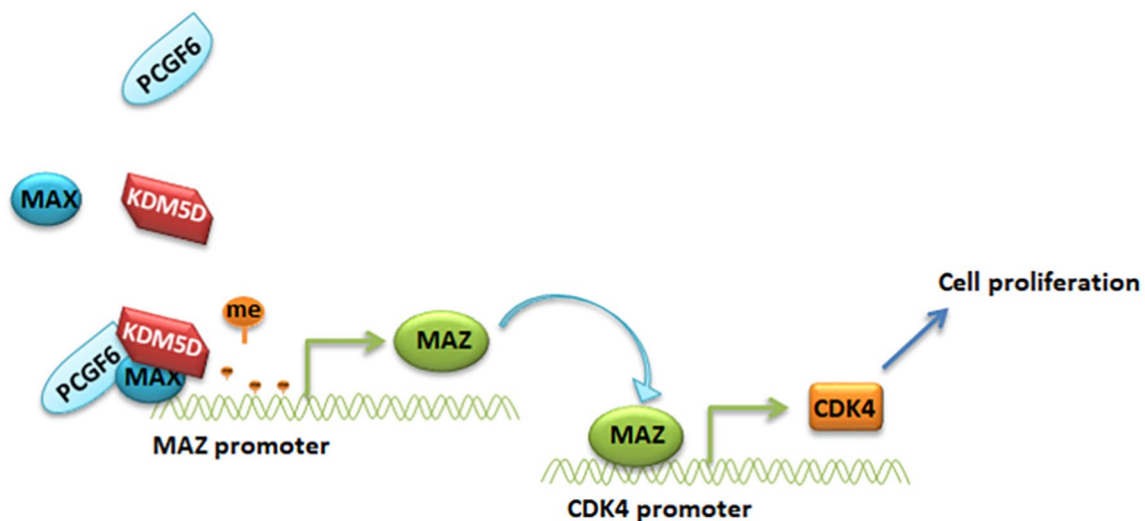 PCGF6
MAX
KDM5D
me
KDM5D
PCGF6
MAX
MAZ
MAZ promoter
MAZ
CDK4
Cell proliferation
CDK4 promoter